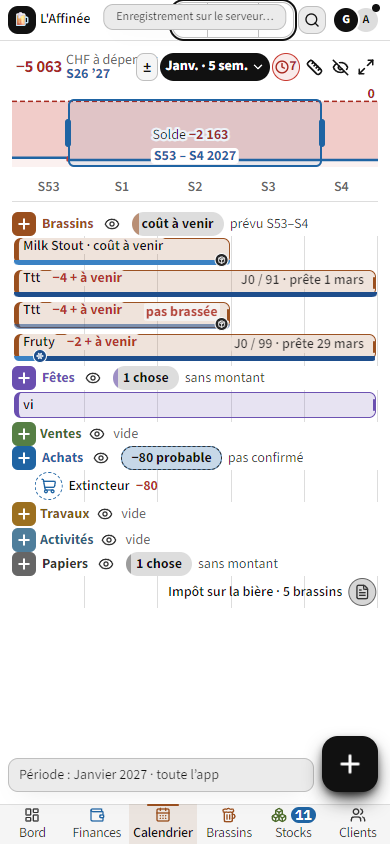 L'Affinée
Enregistrement sur le serveur…
G
A
−5 063
CHF à dépen
S26 '27
±
Janv. · 5 sem.
7
0
Solde −2 163
S53 – S4 2027
S53 S1 S2 S3 S4
Brassins coût à venir prévu S53–S4
Milk Stout · coût à venir
Ttt −4 + à venir J0 / 91 · prête 1 mars
Ttt −4 + à venir pas brassée
Fruty −2 + à venir J0 / 99 · prête 29 mars
Fêtes 1 chose sans montant
vi
Ventes vide
Achats −80 probable pas confirmé
Extincteur −80
Travaux vide
Activités vide
Papiers 1 chose sans montant
Impôt sur la bière · 5 brassins
Période : Janvier 2027 · toute l'app
Bord Finances Calendrier Brassins Stocks 11 Clients